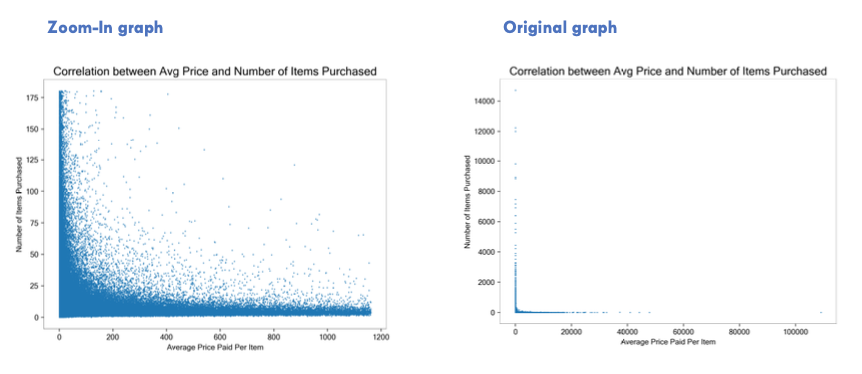 Zoom-In graph
Correlation between Avg Price and Number of Items Purchased
175
150
125
100
75
50
25
0
Number of Items Purchased
0 200 400 600 800 1000 1200
Average Price Paid Per Item
Original graph
Correlation between Avg Price and Number of Items Purchased
14000
12000
10000
8000
6000
4000
2000
0
Number of Items Purchased
0 20000 40000 60000 80000 100000
Average Price Paid Per Item